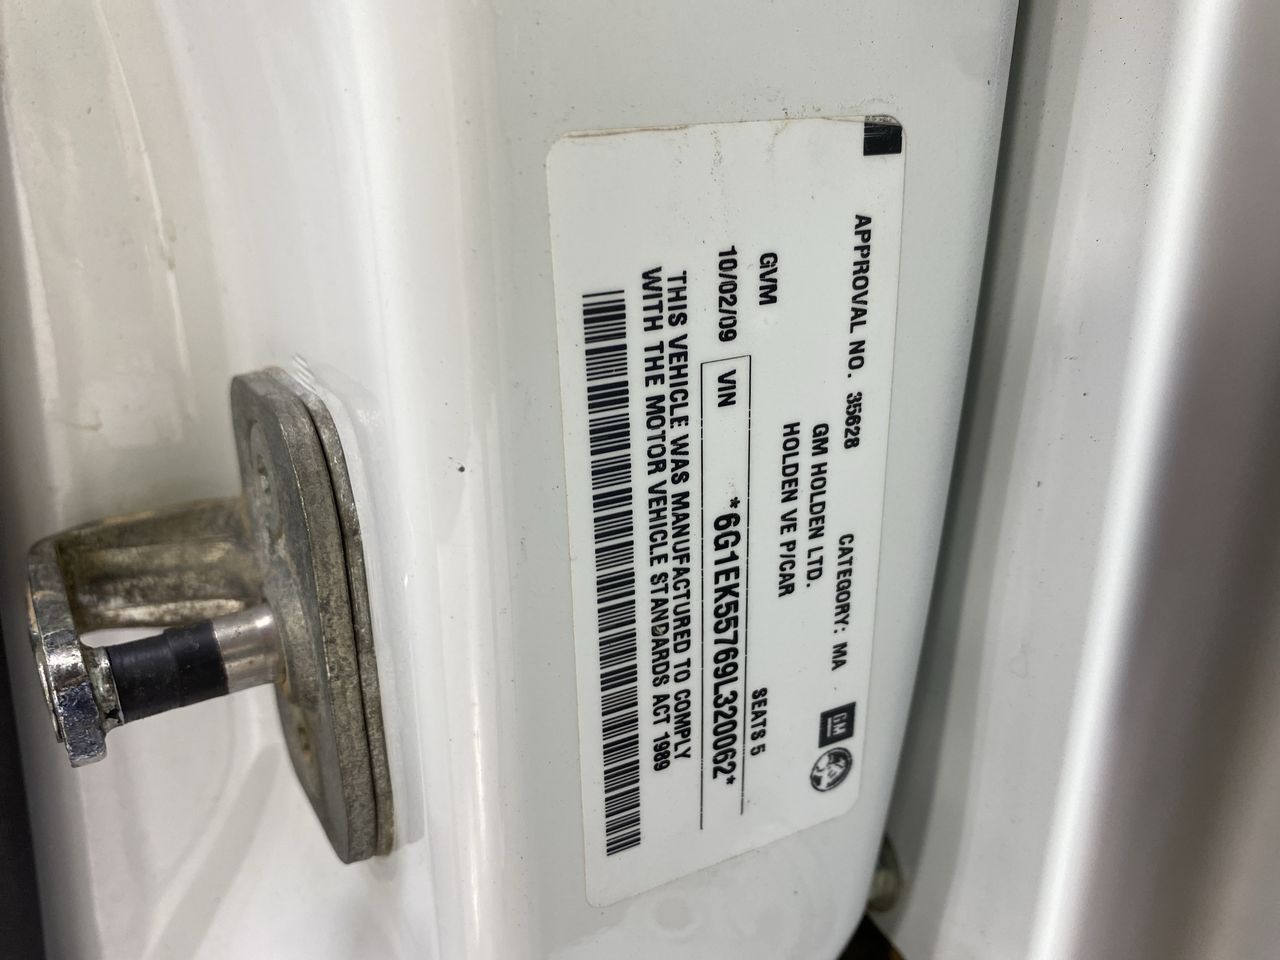 APPROVAL NO. 35628 CATEGORY: MA
GM HOLDEN LTD.
HOLDEN VE P/CAR
GM
GVM SEATS 5
10/02/09 VIN *6G1EK55769L320062*
THIS VEHICLE WAS MANUFACTURED TO COMPLY
WITH THE MOTOR VEHICLE STANDARDS ACT 1989